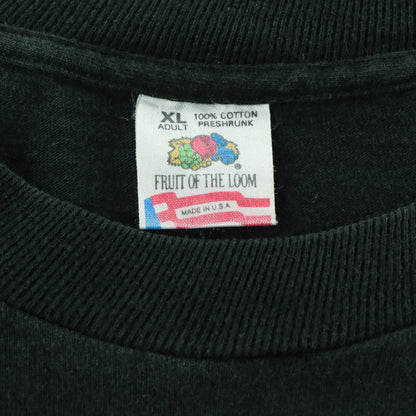 XL 100% COTTON
ADULT PRESHRUNK
FRUIT OF THE LOOM
®
MADE IN U.S.A